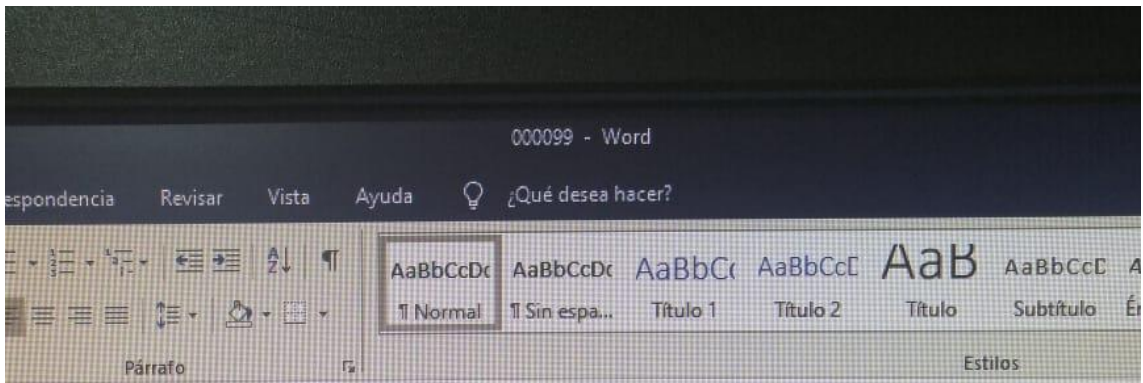 000099 - Word
espondencia Revisar Vista Ayuda ¿Qué desea hacer?
AaBbCcDc AaBbCcDc AaBbCc AaBbCcD AaB AaBbCcD
¶ Normal ¶ Sin espa... Título 1 Título 2 Título Subtítulo
Párrafo Estilos